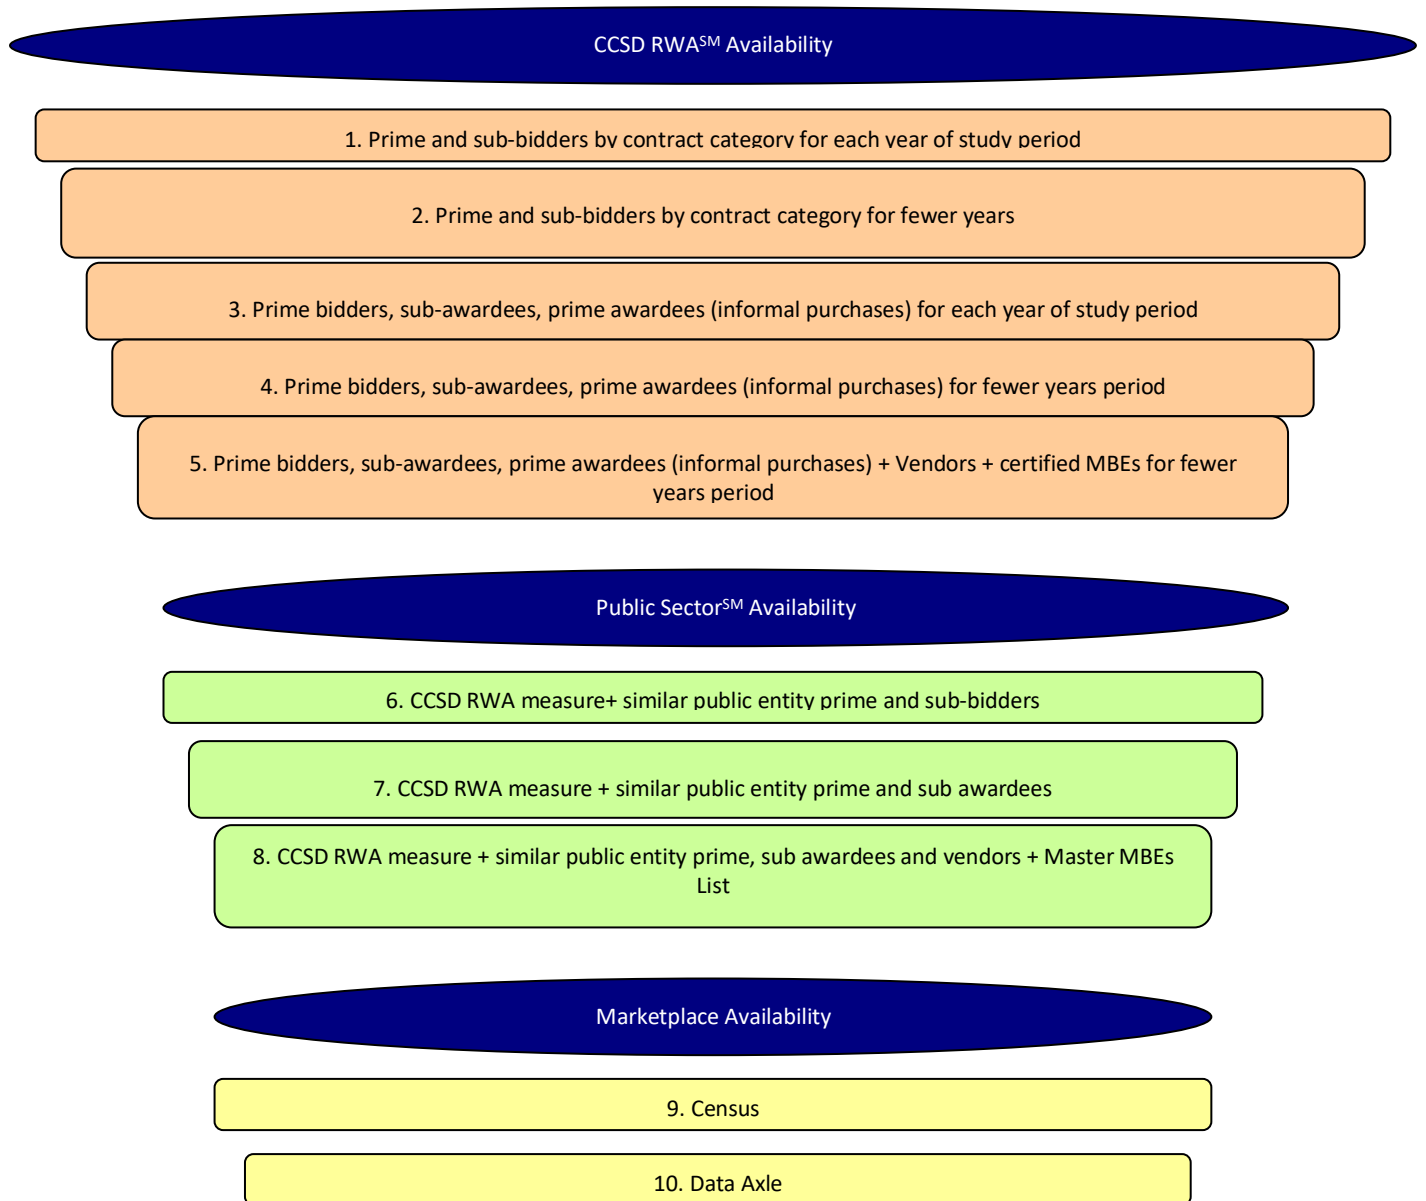 CCSD RWA℠ Availability
1. Prime and sub-bidders by contract category for each year of study period
2. Prime and sub-bidders by contract category for fewer years
3. Prime bidders, sub-awardees, prime awardees (informal purchases) for each year of study period
4. Prime bidders, sub-awardees, prime awardees (informal purchases) for fewer years period
5. Prime bidders, sub-awardees, prime awardees (informal purchases) + Vendors + certified MBEs for fewer
years period
Public Sector℠ Availability
6. CCSD RWA measure+ similar public entity prime and sub-bidders
7. CCSD RWA measure + similar public entity prime and sub awardees
8. CCSD RWA measure + similar public entity prime, sub awardees and vendors + Master MBEs
List
Marketplace Availability
9. Census
10. Data Axle